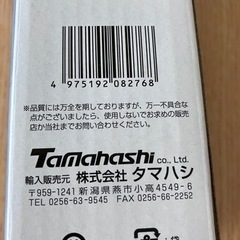 4 975192 082768
※品質には万全を期しておりますが、万一不具合な
点がございましたら、使用しないでお求めの販売
店か当社までお問い合わせください。
Tamahashi co., Ltd.
輸入販売元 株式会社 タマハシ
〒959-1241 新潟県燕市小高4549-6
TEL 0256-63-9545 FAX 0256-66-2252